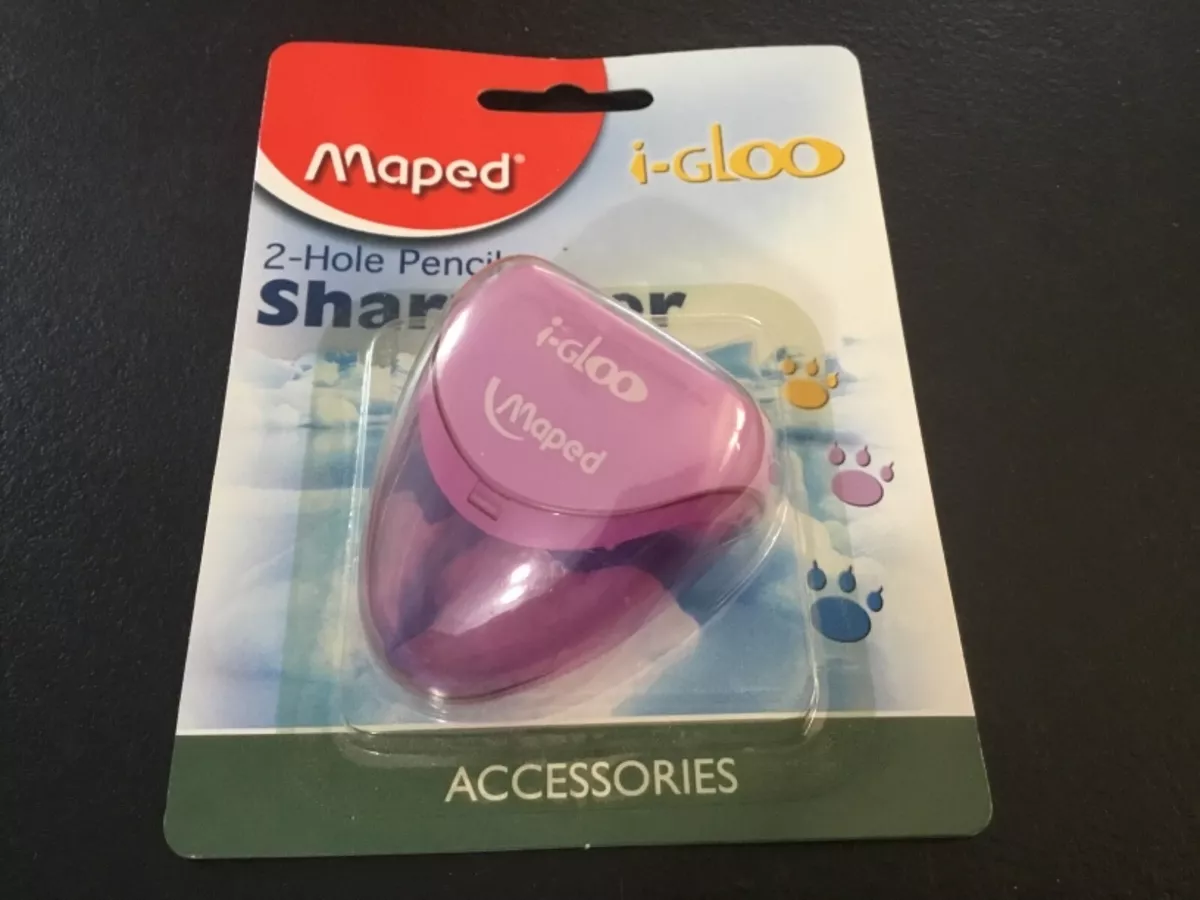 Maped®
i-GLOO
2-Hole Pencil
i-GLOO
Maped
ACCESSORIES